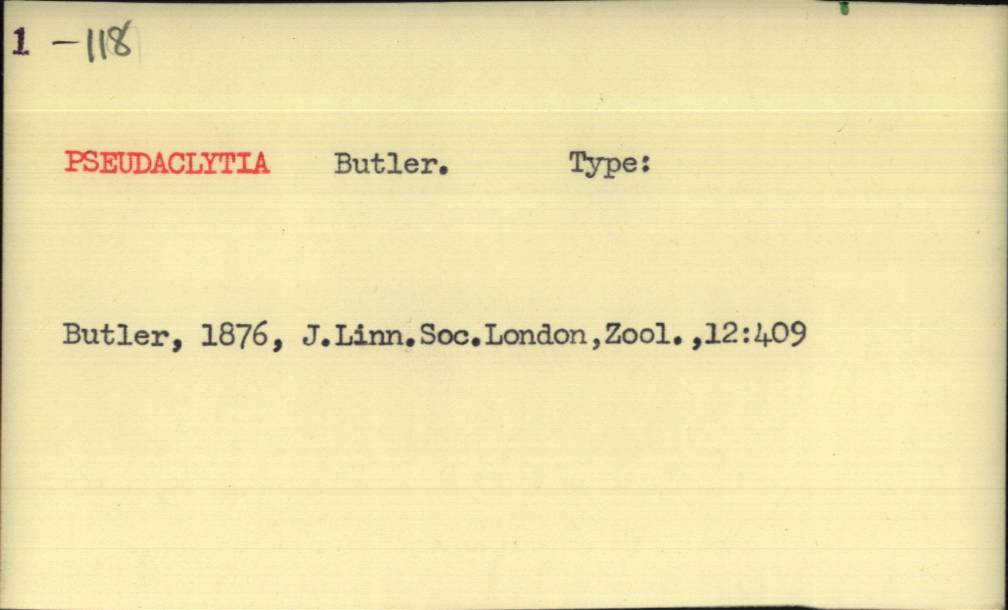 1 -118
PSEUDACLYTIA Butler. Type:
Butler, 1876, J.Linn.Soc.London,Zool.,12:409